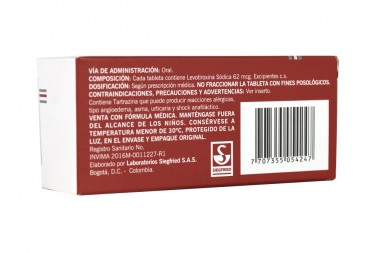 VÍA DE ADMINISTRACIÓN: Oral.
COMPOSICIÓN: Cada tableta contiene Levotiroxina Sódica 62 mcg; Excipientes c.s.
DOSIFICACIÓN: Según prescripción médica. NO FRACCIONAR LA TABLETA CON FINES POSOLÓGICOS.
CONTRAINDICACIONES, PRECAUCIONES Y ADVERTENCIAS: Ver inserto.
Contiene Tartrazina que puede producir reacciones alérgicas,
tipo angioedema, asma, urticaria y shock anafiláctico.
VENTA CON FÓRMULA MÉDICA. MANTÉNGASE FUERA
DEL ALCANCE DE LOS NIÑOS. CONSÉRVESE A
TEMPERATURA MENOR DE 30°C, PROTEGIDO DE LA
LUZ, EN EL ENVASE Y EMPAQUE ORIGINAL.
Registro Sanitario No.
INVIMA 2016M-0011227-R1
Elaborado por Laboratorios Siegfried S.A.S.
Bogotá, D.C. - Colombia.
SIEGFRIED
7707355054247